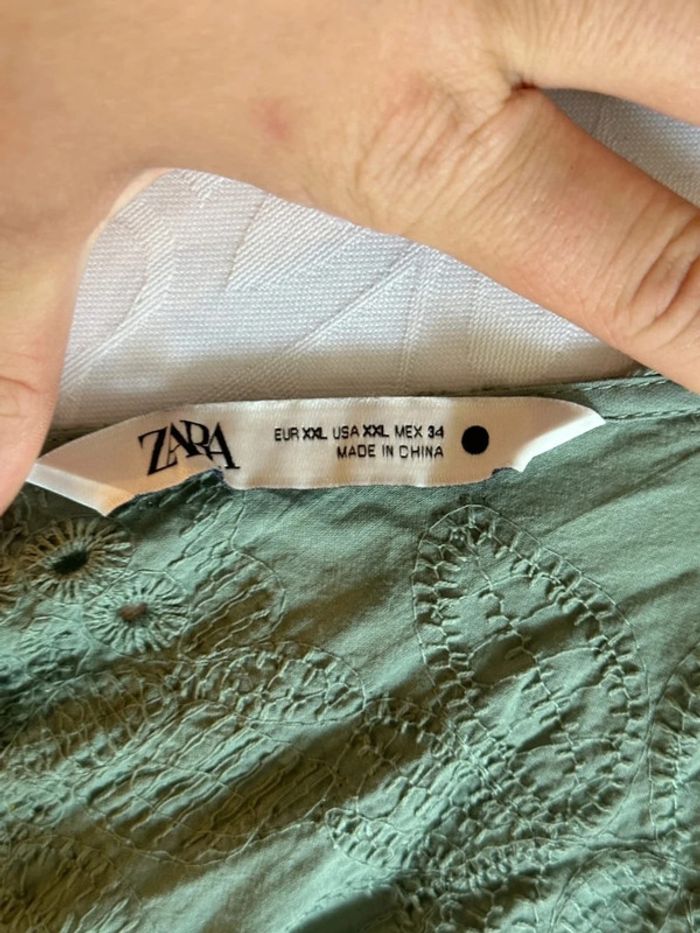 ZARA
EUR XXL USA XXL MEX 34
MADE IN CHINA